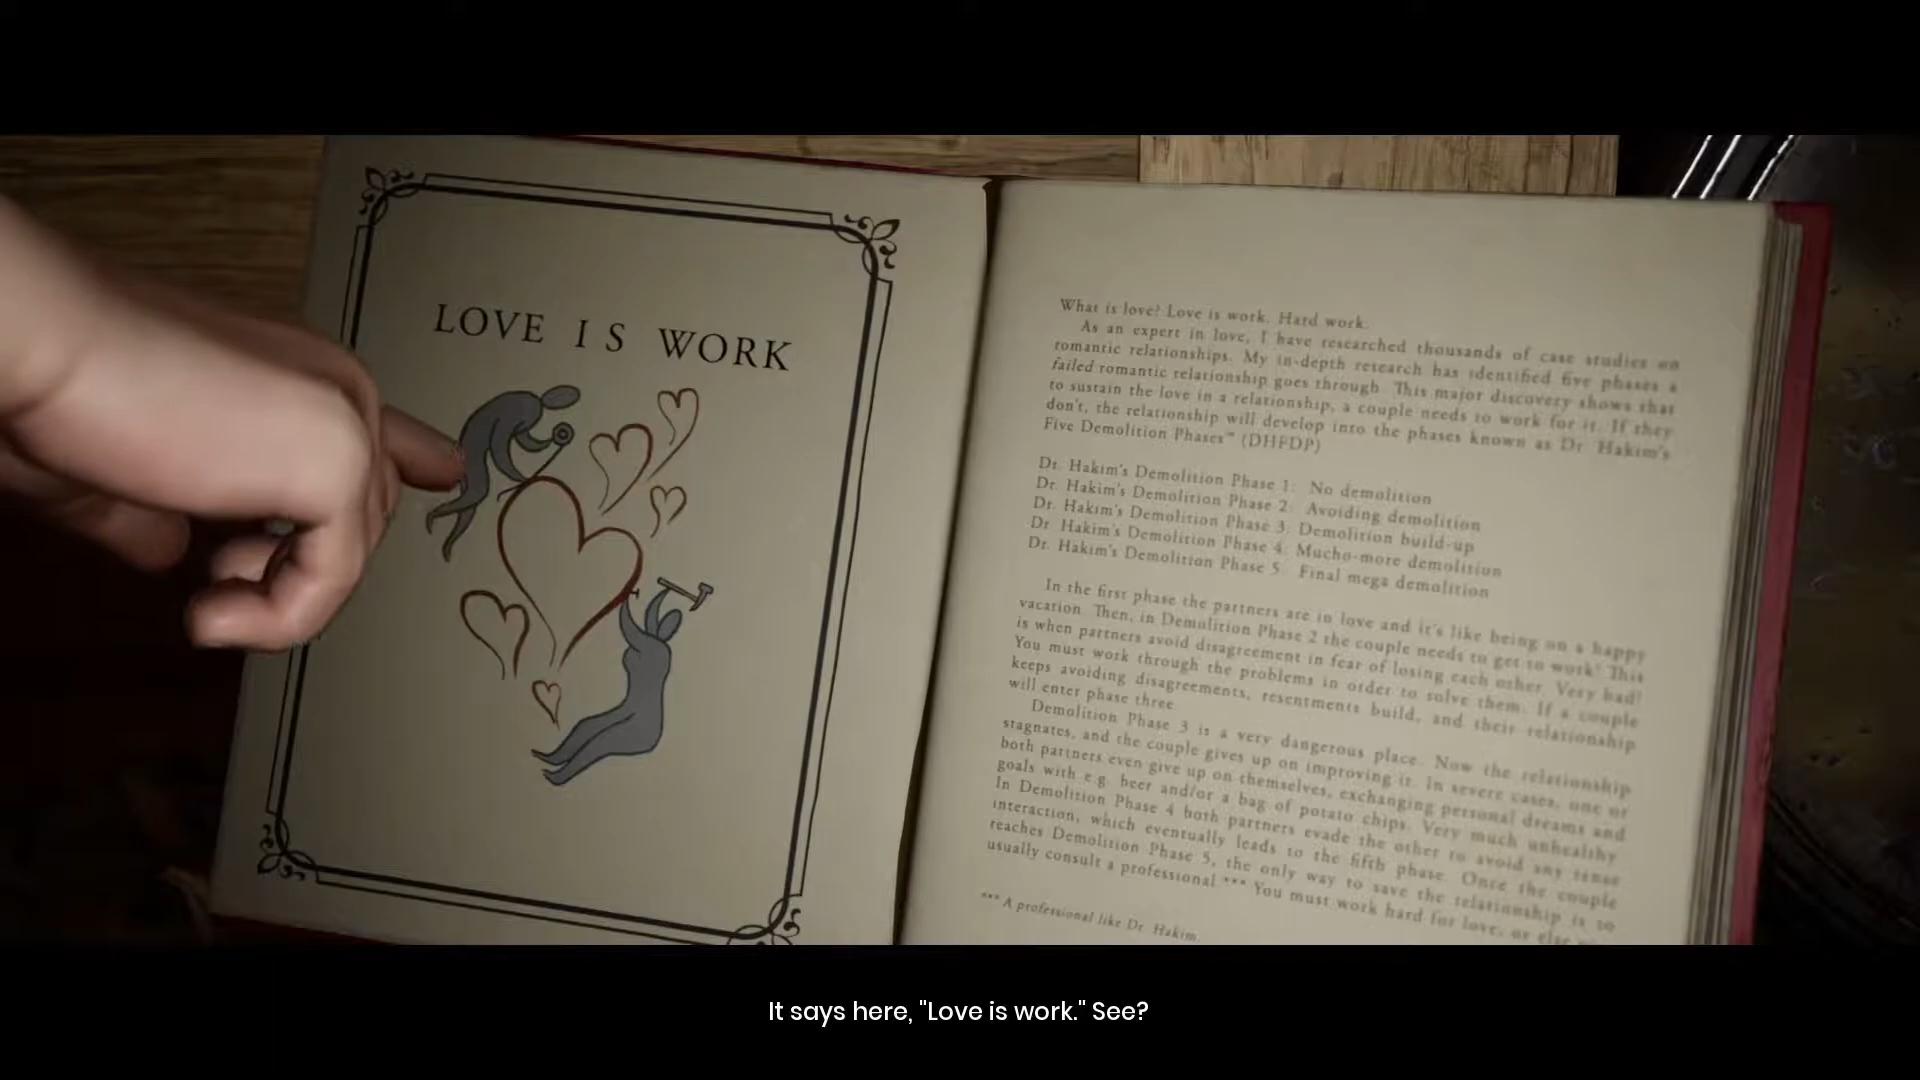 LOVE IS WORK
What is love? Love is work. Hard work.
As an expert in love, I have researched thousands of case studies on
romantic relationships. My in-depth research has identified five phases a
failed romantic relationship goes through. This major discovery shows that
to sustain the love in a relationship, a couple needs to work for it. If they
don't, the relationship will develop into the phases known as Dr. Hakim's
Five Demolition Phases™ (DHFDP)
Dr. Hakim's Demolition Phase 1: No demolition
Dr. Hakim's Demolition Phase 2: Avoiding demolition
Dr. Hakim's Demolition Phase 3: Demolition build-up
Dr. Hakim's Demolition Phase 4: Mucho-more demolition
Dr. Hakim's Demolition Phase 5: Final mega demolition
In the first phase the partners are in love and it's like being on a happy
vacation. Then, in Demolition Phase 2 the couple needs to get to work! This
is when partners avoid disagreement in fear of losing each other. Very bad!
You must work through the problems in order to solve them. If a couple
keeps avoiding disagreements, resentments build, and their relationship
will enter phase three.
Demolition Phase 3 is a very dangerous place. Now the relationship
stagnates, and the couple gives up on improving it. In severe cases, one or
both partners even give up on themselves, exchanging personal dreams and
goals with e.g. beer and/or a bag of potato chips. Very much unhealthy
In Demolition Phase 4 both partners evade the other to avoid any tense
interaction, which eventually leads to the fifth phase. Once the couple
reaches Demolition Phase 5, the only way to save the relationship is to
usually consult a professional.*** You must work hard for love, or else
*** A professional like Dr. Hakim.
It says here, "Love is work." See?